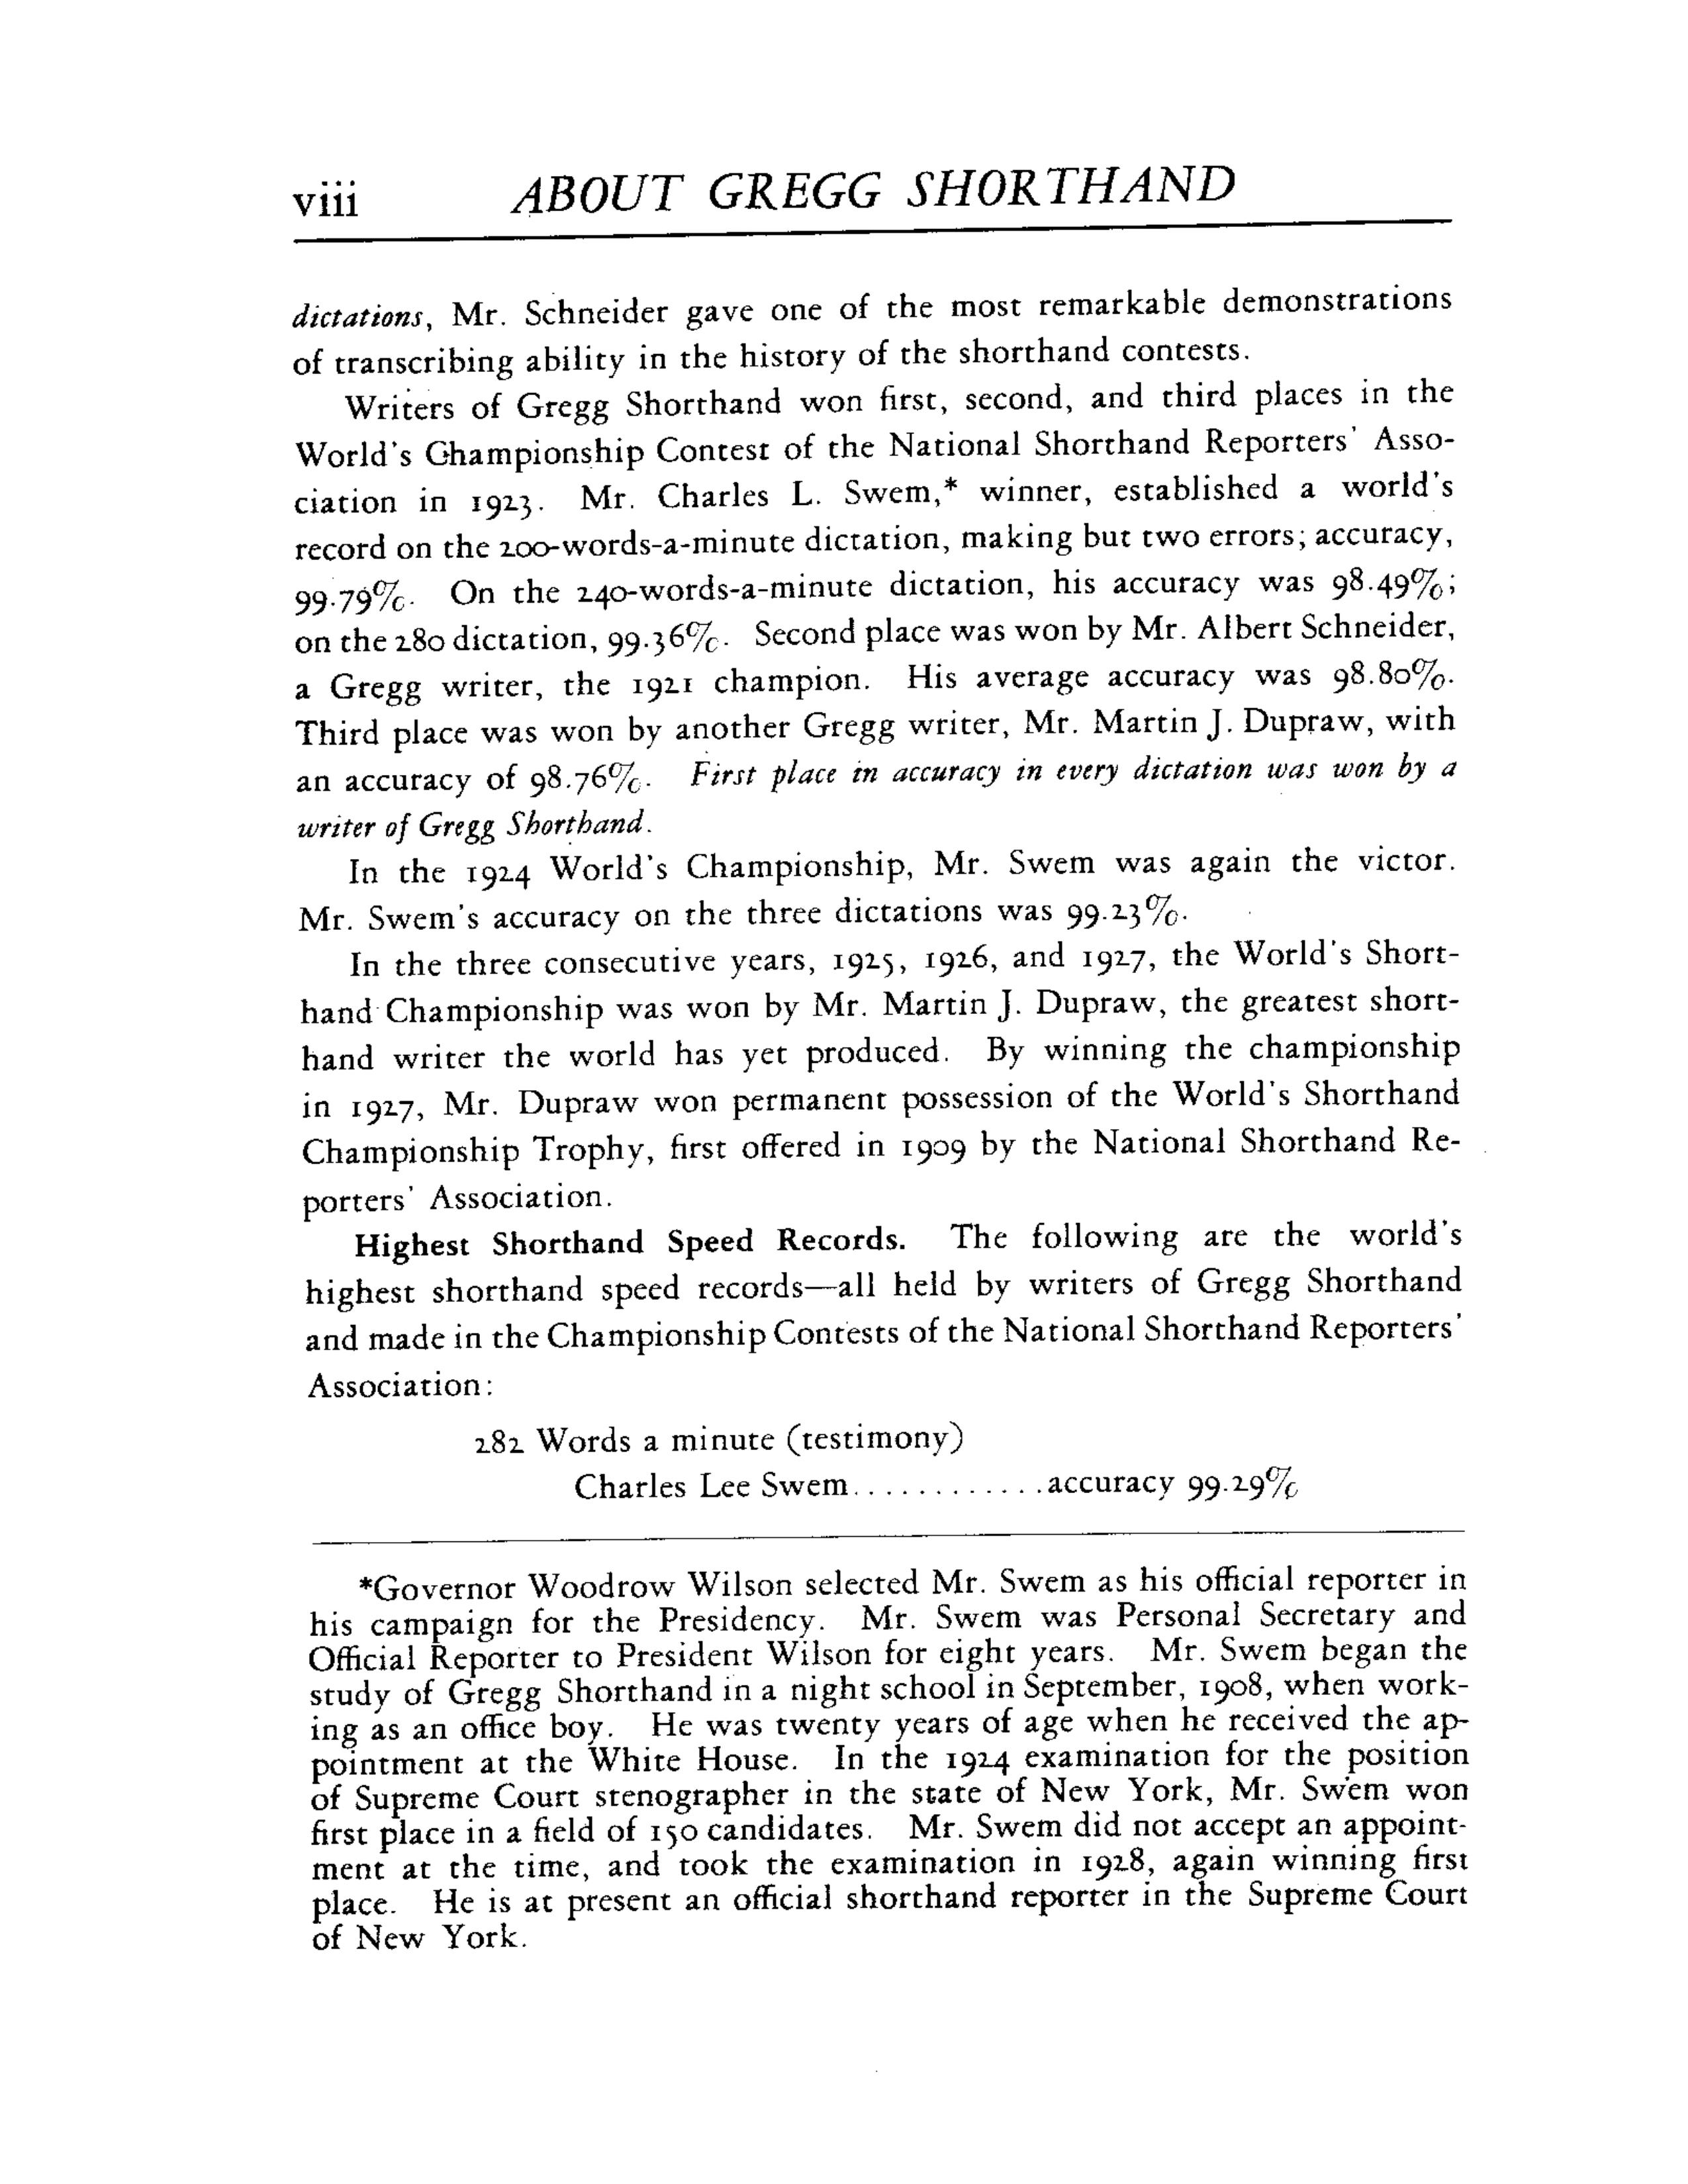 viii ABOUT GREGG SHORTHAND
dictations, Mr. Schneider gave one of the most remarkable demonstrations
of transcribing ability in the history of the shorthand contests.
Writers of Gregg Shorthand won first, second, and third places in the
World's Championship Contest of the National Shorthand Reporters' Asso-
ciation in 1923. Mr. Charles L. Swem,* winner, established a world's
record on the 200-words-a-minute dictation, making but two errors; accuracy,
99.79%. On the 240-words-a-minute dictation, his accuracy was 98.49%;
on the 280 dictation, 99.36%. Second place was won by Mr. Albert Schneider,
a Gregg writer, the 1921 champion. His average accuracy was 98.80%.
Third place was won by another Gregg writer, Mr. Martin J. Dupraw, with
an accuracy of 98.76%. First place in accuracy in every dictation was won by a
writer of Gregg Shorthand.
In the 1924 World's Championship, Mr. Swem was again the victor.
Mr. Swem's accuracy on the three dictations was 99.23%.
In the three consecutive years, 1925, 1926, and 1927, the World's Short-
hand Championship was won by Mr. Martin J. Dupraw, the greatest short-
hand writer the world has yet produced. By winning the championship
in 1927, Mr. Dupraw won permanent possession of the World's Shorthand
Championship Trophy, first offered in 1909 by the National Shorthand Re-
porters' Association.
Highest Shorthand Speed Records. The following are the world's
highest shorthand speed records—all held by writers of Gregg Shorthand
and made in the Championship Contests of the National Shorthand Reporters'
Association:
282 Words a minute (testimony)
Charles Lee Swem.............accuracy 99.29%
*Governor Woodrow Wilson selected Mr. Swem as his official reporter in
his campaign for the Presidency. Mr. Swem was Personal Secretary and
Official Reporter to President Wilson for eight years. Mr. Swem began the
study of Gregg Shorthand in a night school in September, 1908, when work-
ing as an office boy. He was twenty years of age when he received the ap-
pointment at the White House. In the 1924 examination for the position
of Supreme Court stenographer in the state of New York, Mr. Swem won
first place in a field of 150 candidates. Mr. Swem did not accept an appoint-
ment at the time, and took the examination in 1928, again winning first
place. He is at present an official shorthand reporter in the Supreme Court
of New York.